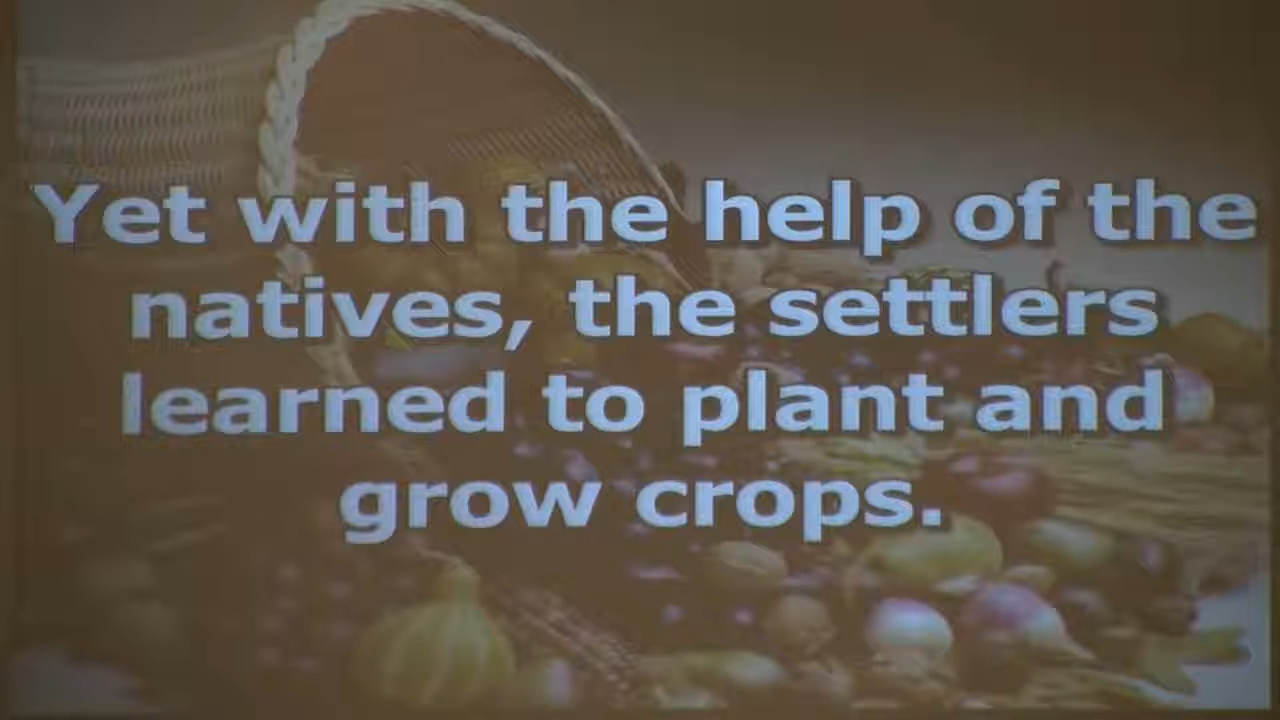 Yet with the help of the
natives, the settlers
learned to plant and
grow crops.